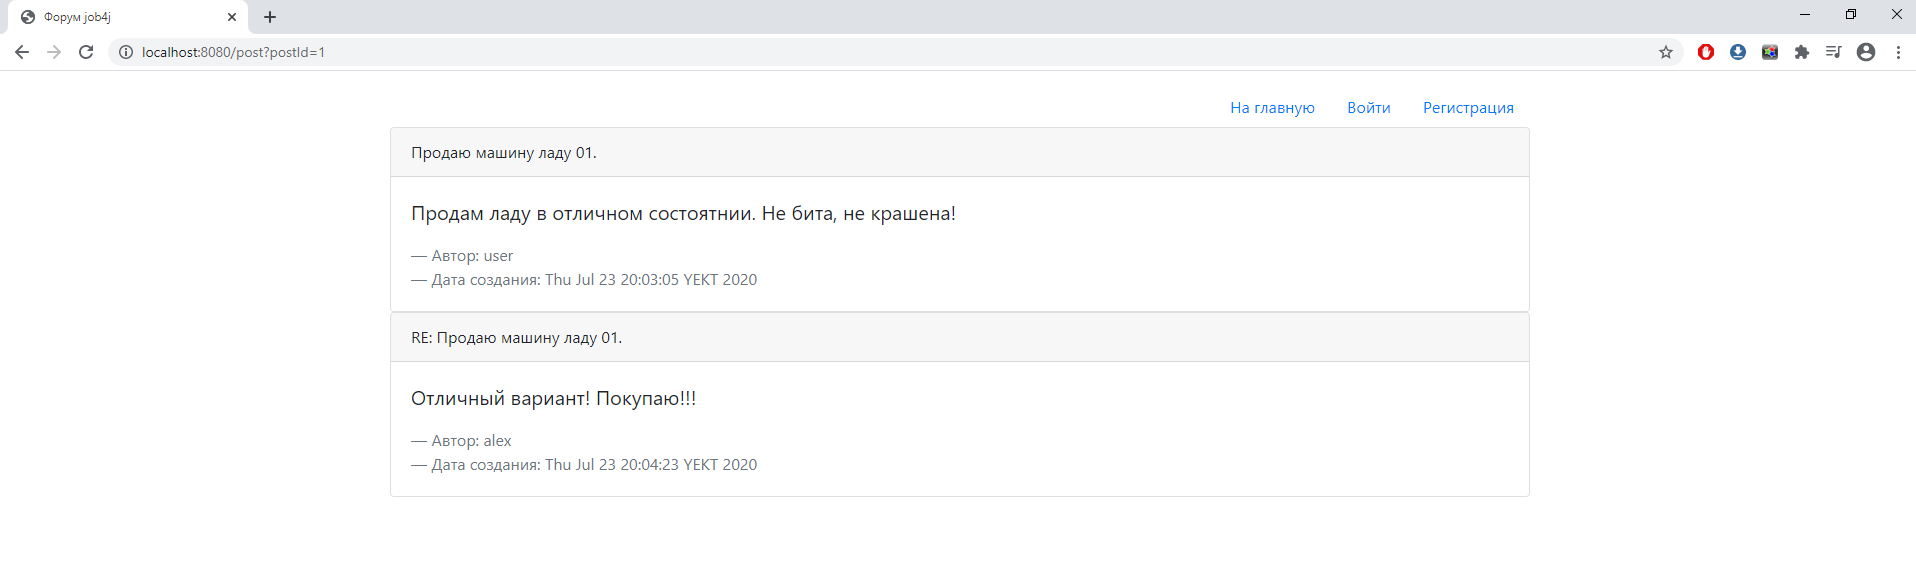 Форум job4j
localhost:8080/post?postId=1
На главную Войти Регистрация
Продаю машину ладу 01.
Продам ладу в отличном состоятнии. Не бита, не крашена!
— Автор: user
— Дата создания: Thu Jul 23 20:03:05 YEKT 2020
RE: Продаю машину ладу 01.
Отличный вариант! Покупаю!!!
— Автор: alex
— Дата создания: Thu Jul 23 20:04:23 YEKT 2020